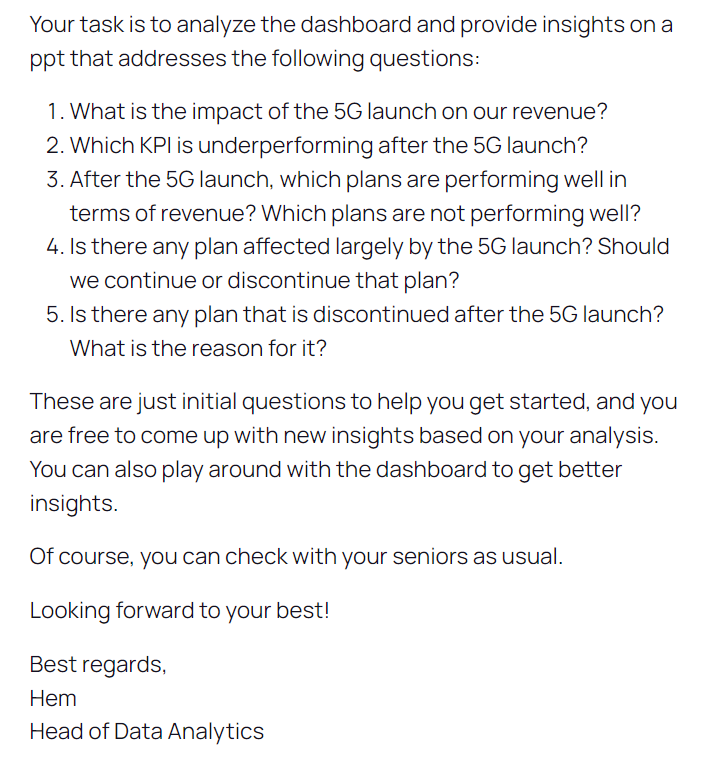 Your task is to analyze the dashboard and provide insights on a
ppt that addresses the following questions:
1. What is the impact of the 5G launch on our revenue?
2. Which KPI is underperforming after the 5G launch?
3. After the 5G launch, which plans are performing well in
terms of revenue? Which plans are not performing well?
4. Is there any plan affected largely by the 5G launch? Should
we continue or discontinue that plan?
5. Is there any plan that is discontinued after the 5G launch?
What is the reason for it?
These are just initial questions to help you get started, and you
are free to come up with new insights based on your analysis.
You can also play around with the dashboard to get better
insights.
Of course, you can check with your seniors as usual.
Looking forward to your best!
Best regards,
Hem
Head of Data Analytics